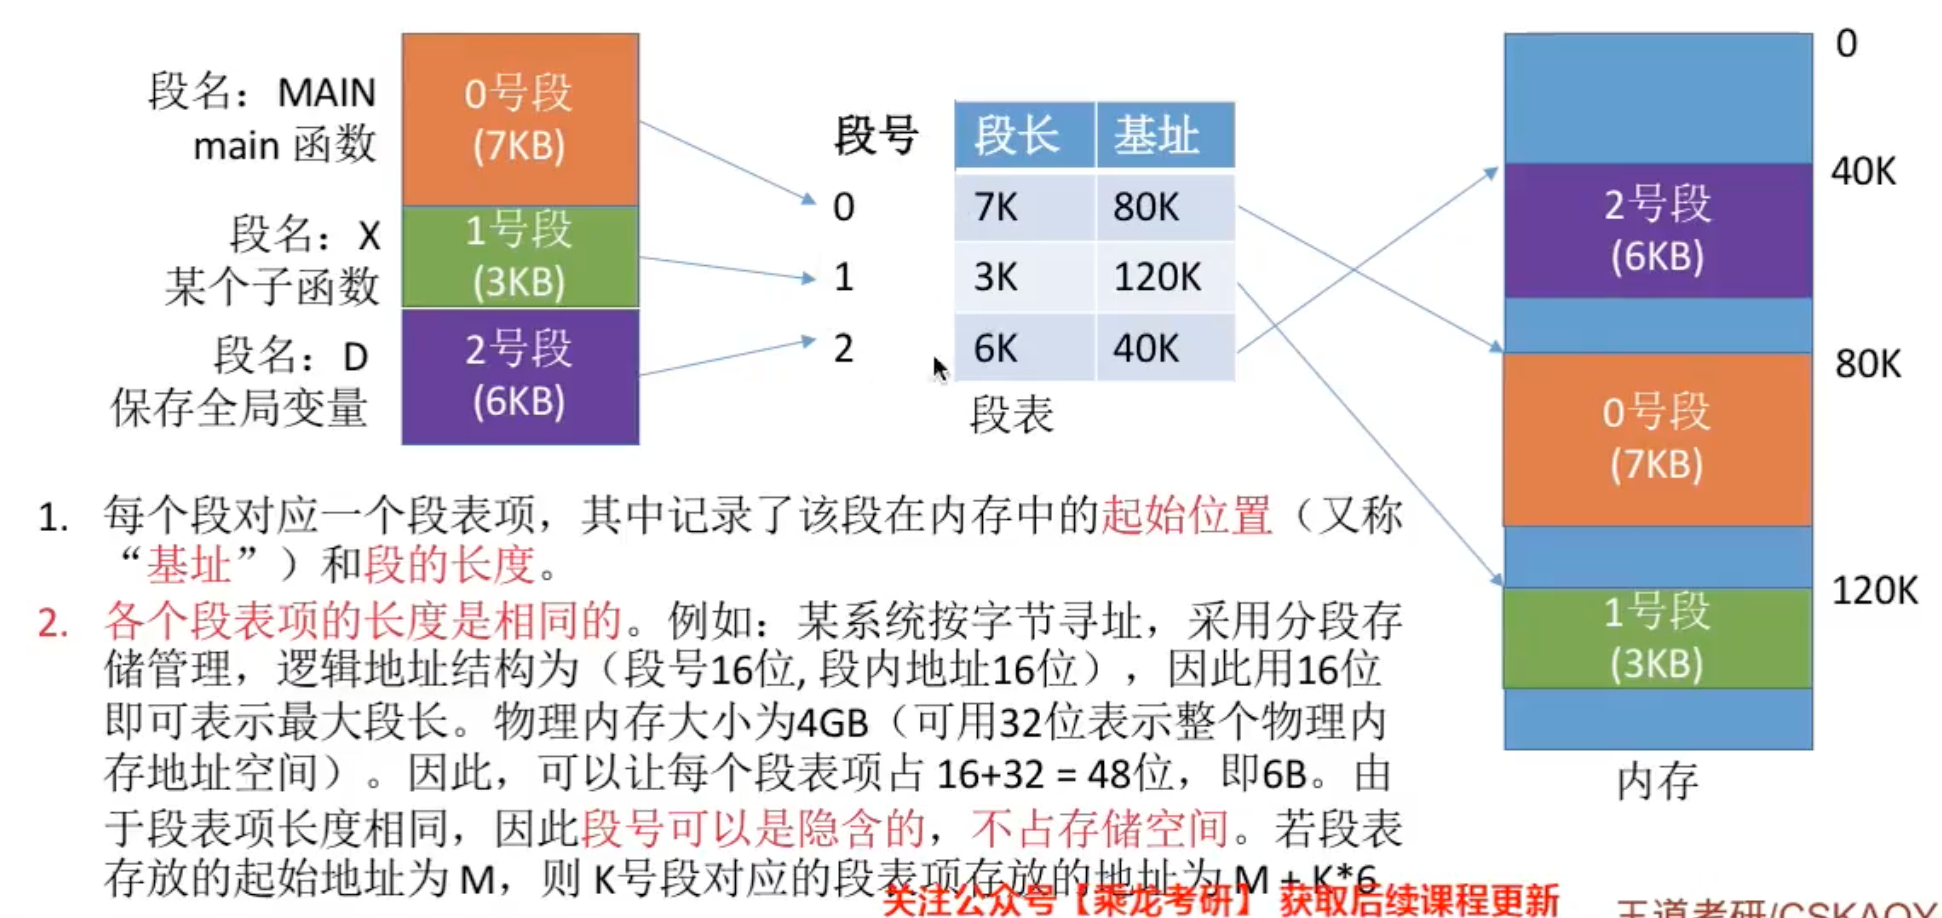 段名：MAIN
main 函数
0号段
(7KB)
段名：X
某个子函数
1号段
(3KB)
段名：D
保存全局变量
2号段
(6KB)
段号 段长 基址
0 7K 80K
1 3K 120K
2 6K 40K
段表
0
40K
2号段
(6KB)
80K
0号段
(7KB)
120K
1号段
(3KB)
内存
1. 每个段对应一个段表项，其中记录了该段在内存中的起始位置（又称
“基址”）和段的长度。
2. 各个段表项的长度是相同的。例如：某系统按字节寻址，采用分段存
储管理，逻辑地址结构为（段号16位, 段内地址16位），因此用16位
即可表示最大段长。物理内存大小为4GB（可用32位表示整个物理内
存地址空间）。因此，可以让每个段表项占 16+32 = 48位，即6B。由
于段表项长度相同，因此段号可以是隐含的，不占存储空间。若段表
存放的起始地址为 M，则 K号段对应的段表项存放的地址为 M + K*6
关注公众号【乘龙考研】获取后续课程更新
王道考研/CSKAOY